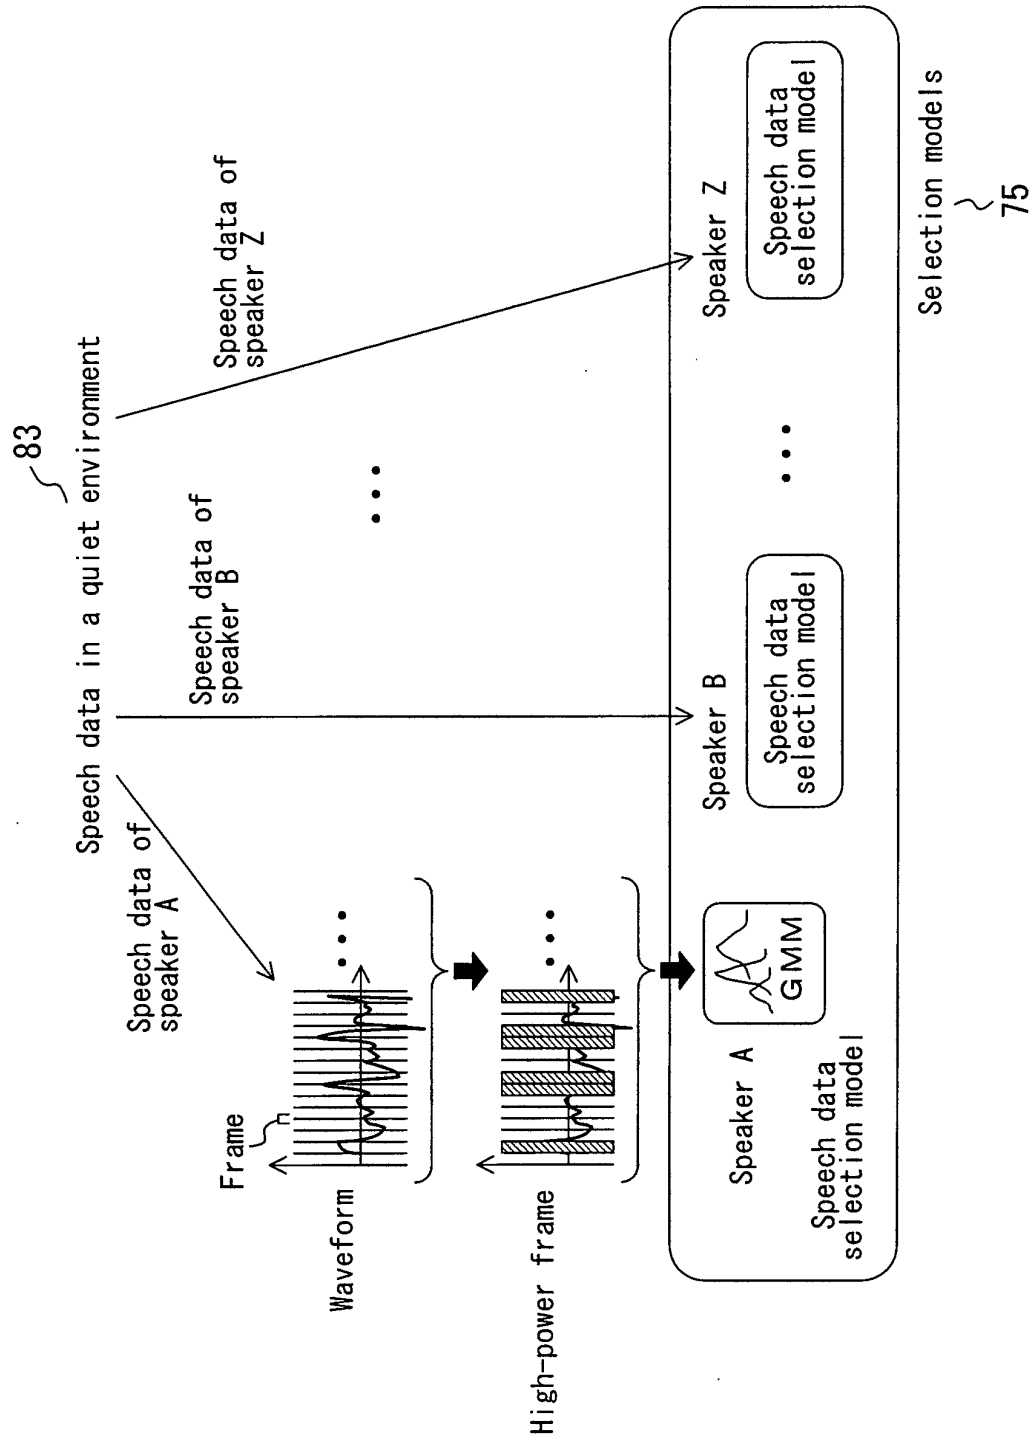 83
Speech data in a quiet environment
Speech data of
speaker A
Speech data of
speaker B
Speech data of
speaker Z
Frame
Waveform
High-power frame
Speaker A
GMM
Speech data
selection model
Speaker B
Speech data
selection model
Speaker Z
Speech data
selection model
Selection models
75